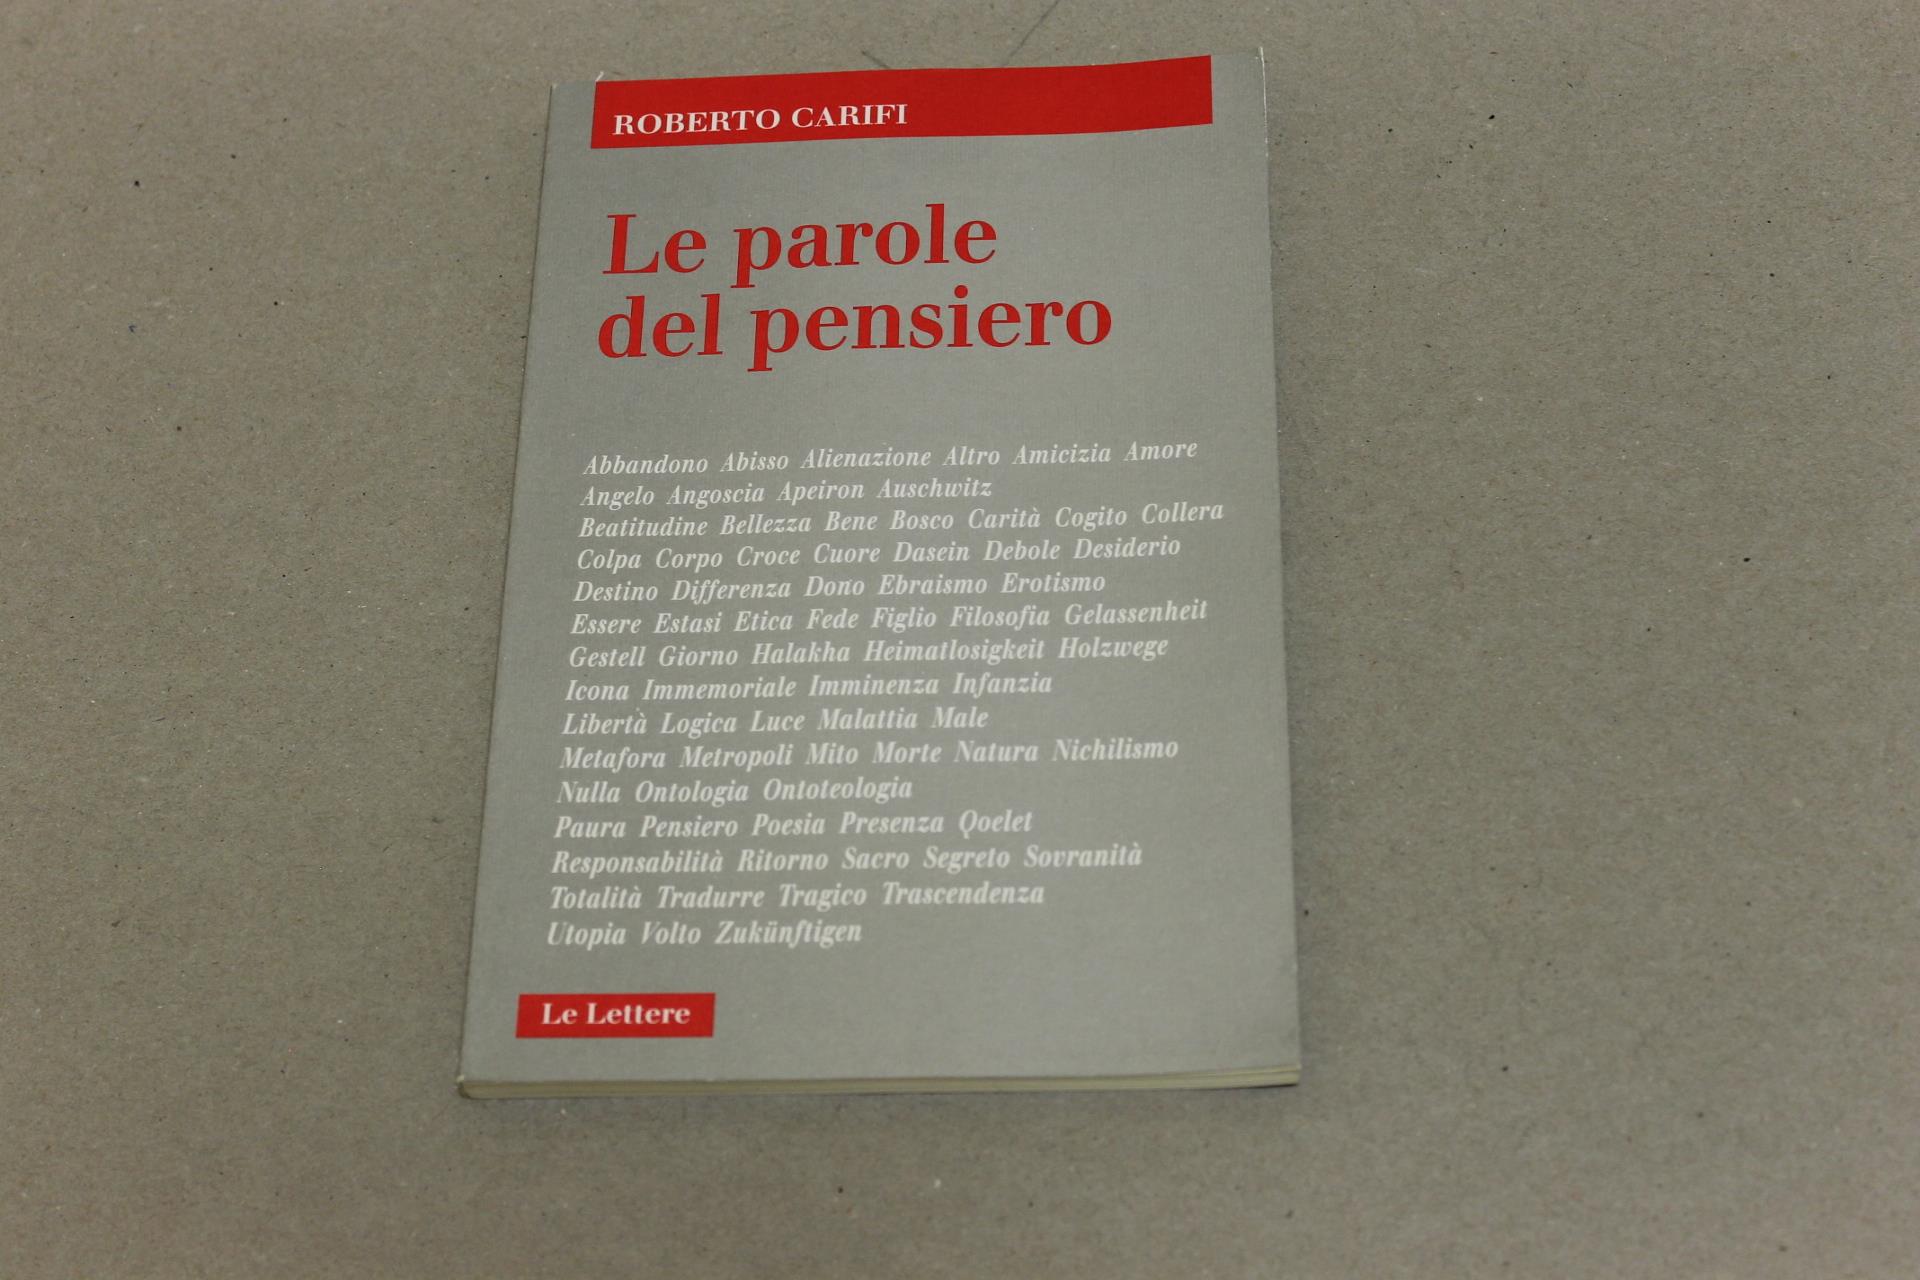 ROBERTO CARIFI
Le parole
del pensiero
Abbandono Abisso Alienazione Altro Amicizia Amore
Angelo Angoscia Apeiron Auschwitz
Beatitudine Bellezza Bene Bosco Carità Cogito Collera
Colpa Corpo Croce Cuore Dasein Debole Desiderio
Destino Differenza Dono Ebraismo Erotismo
Essere Estasi Etica Fede Figlio Filosofia Gelassenheit
Gestell Giorno Halakha Heimatlosigkeit Holzwege
Icona Immemoriale Imminenza Infanzia
Libertà Logica Luce Malattia Male
Metafora Metropoli Mito Morte Natura Nichilismo
Nulla Ontologia Ontoteologia
Paura Pensiero Poesia Presenza Qoelet
Responsabilità Ritorno Sacro Segreto Sovranità
Totalità Tradurre Tragico Trascendenza
Utopia Volto Zukünftigen
Le Lettere